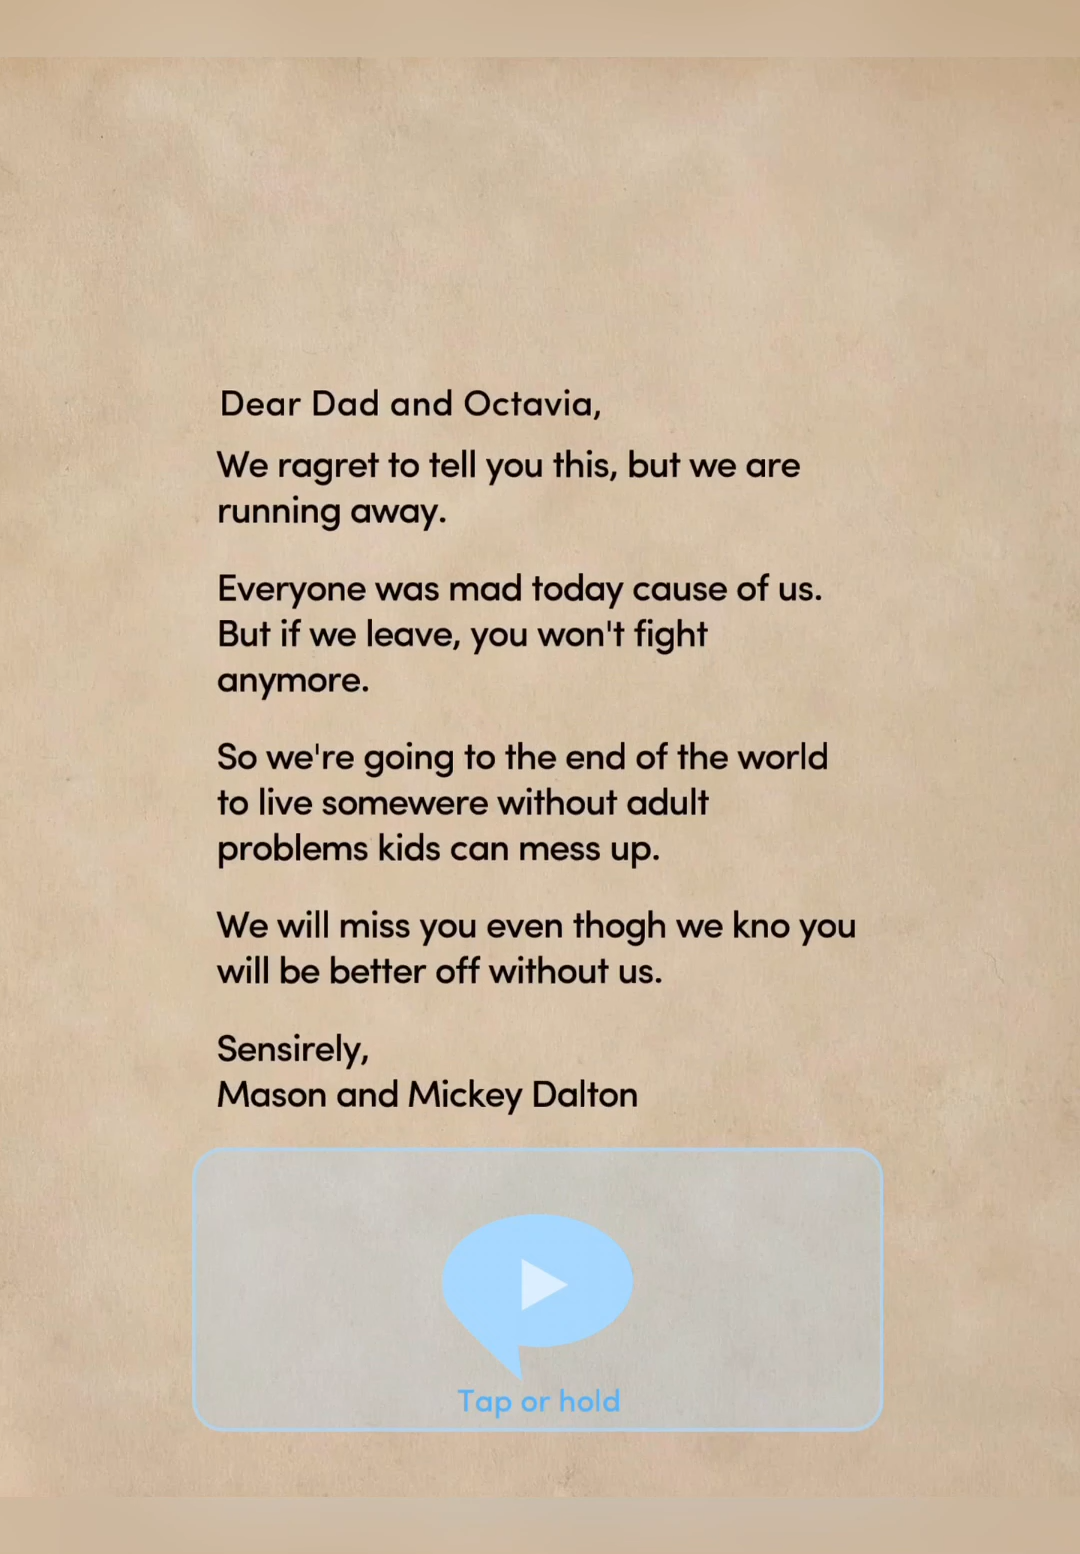 Dear Dad and Octavia,
We ragret to tell you this, but we are
running away.
Everyone was mad today cause of us.
But if we leave, you won't fight
anymore.
So we're going to the end of the world
to live somewere without adult
problems kids can mess up.
We will miss you even thogh we kno you
will be better off without us.
Sensirely,
Mason and Mickey Dalton
Tap or hold